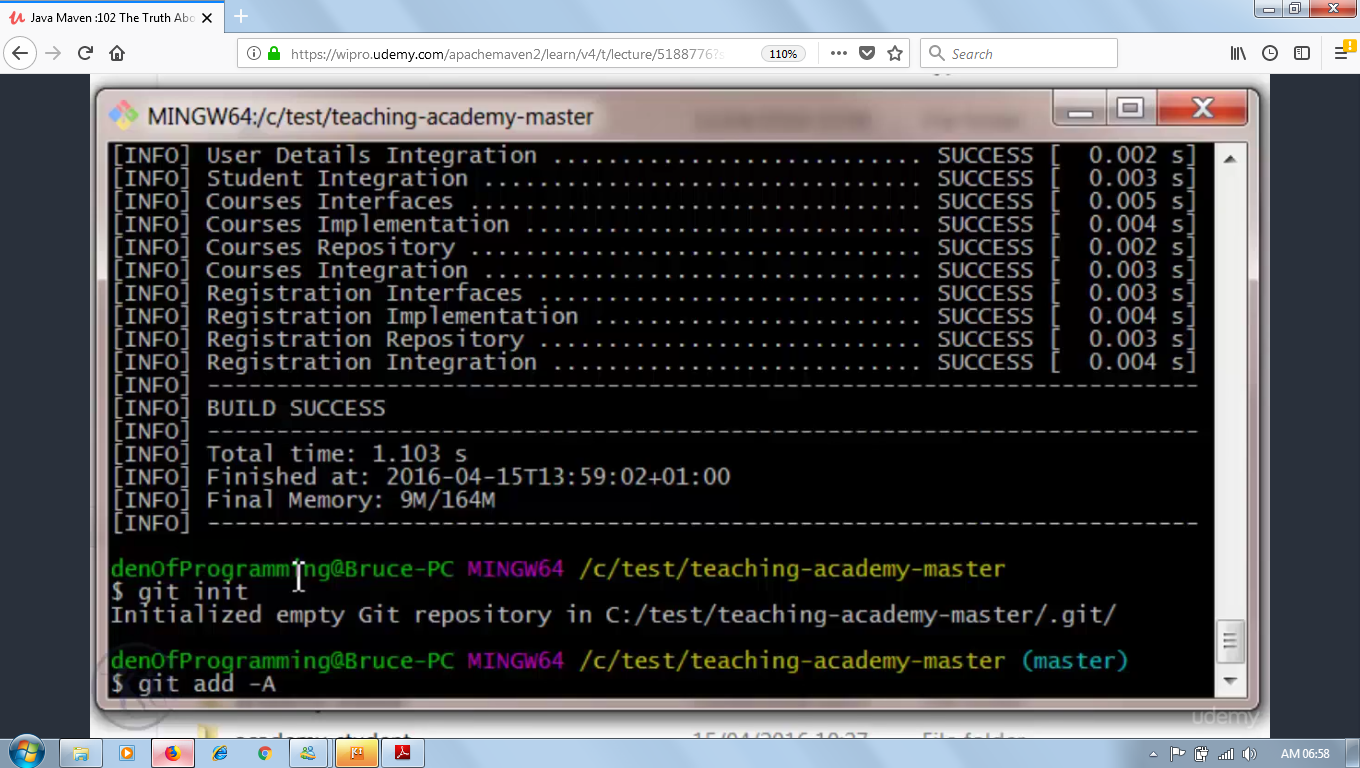 Java Maven :102 The Truth Abo
https://wipro.udemy.com/apachemaven2/learn/v4/t/lecture/5188776?s
110%
Search
MINGW64:/c/test/teaching-academy-master
[INFO] User Details Integration ........................... SUCCESS [ 0.002 s]
[INFO] Student Integration ................................ SUCCESS [ 0.003 s]
[INFO] Courses Interfaces ................................. SUCCESS [ 0.005 s]
[INFO] Courses Implementation ............................. SUCCESS [ 0.004 s]
[INFO] Courses Repository ................................. SUCCESS [ 0.002 s]
[INFO] Courses Integration ................................ SUCCESS [ 0.003 s]
[INFO] Registration Interfaces ............................ SUCCESS [ 0.003 s]
[INFO] Registration Implementation ........................ SUCCESS [ 0.004 s]
[INFO] Registration Repository ............................ SUCCESS [ 0.003 s]
[INFO] Registration Integration ........................... SUCCESS [ 0.004 s]
[INFO] ------------------------------------------------------------------------
[INFO] BUILD SUCCESS
[INFO] ------------------------------------------------------------------------
[INFO] Total time: 1.103 s
[INFO] Finished at: 2016-04-15T13:59:02+01:00
[INFO] Final Memory: 9M/164M
[INFO] ------------------------------------------------------------------------
denOfProgramming@Bruce-PC MINGW64 /c/test/teaching-academy-master
$ git init
Initialized empty Git repository in C:/test/teaching-academy-master/.git/
denOfProgramming@Bruce-PC MINGW64 /c/test/teaching-academy-master (master)
$ git add -A
udemy
AM 06:58